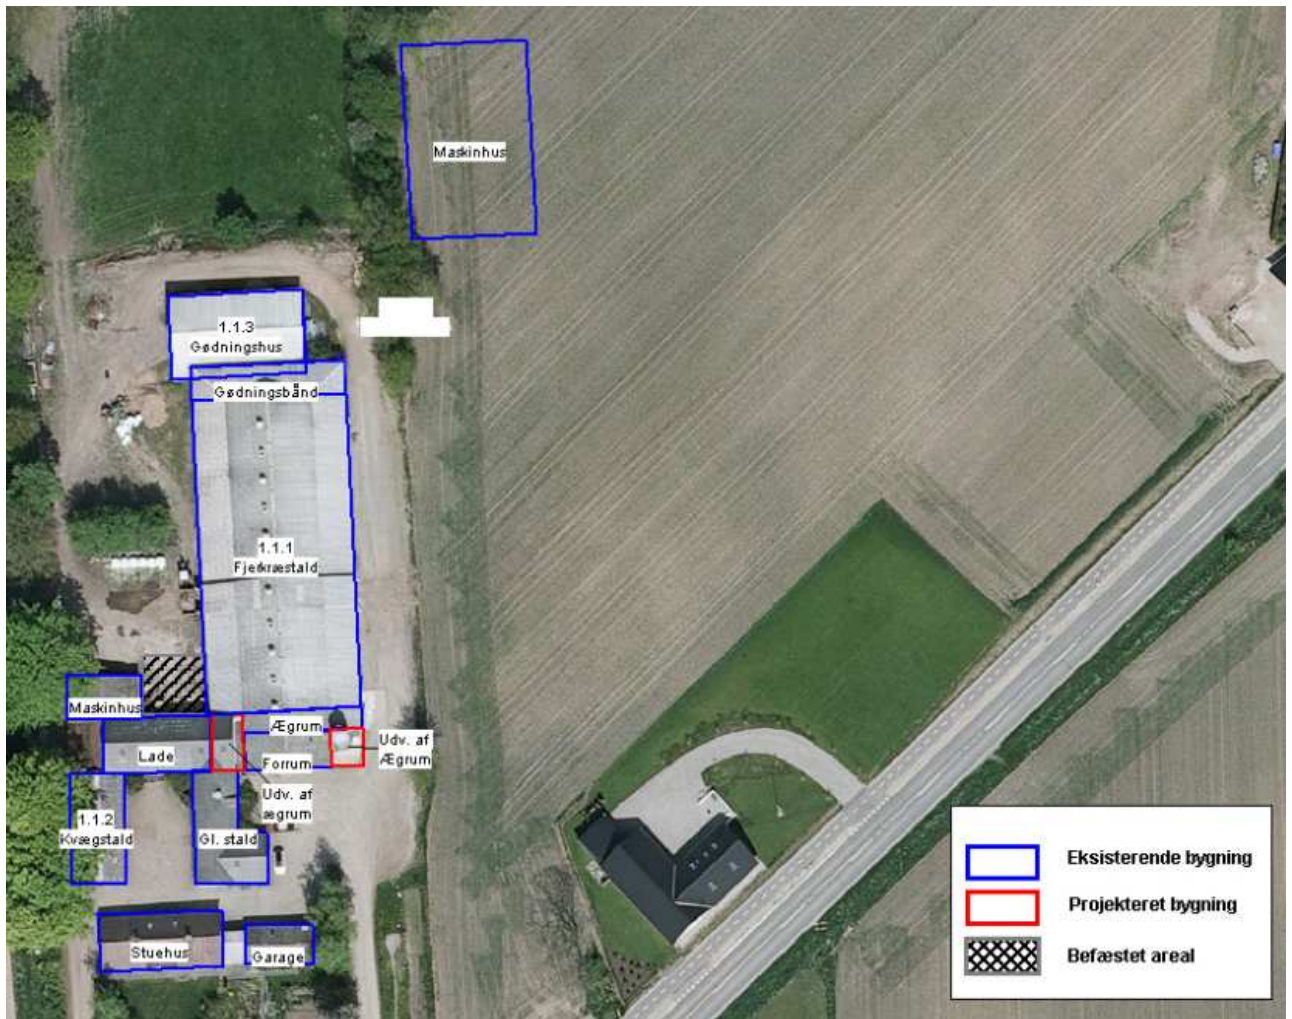 Maskinhus
1.1.3
Gødningshus
Gødningsbånd
1.1.1
Fjerkræstald
Maskinhus
Ægrum
Lade
Forrum
Udv. af
Ægrum
Udv. af
ægrum
1.1.2
Kvægstald
Gl. stald
Stuehus
Garage
Eksisterende bygning
Projekteret bygning
Befæstet areal